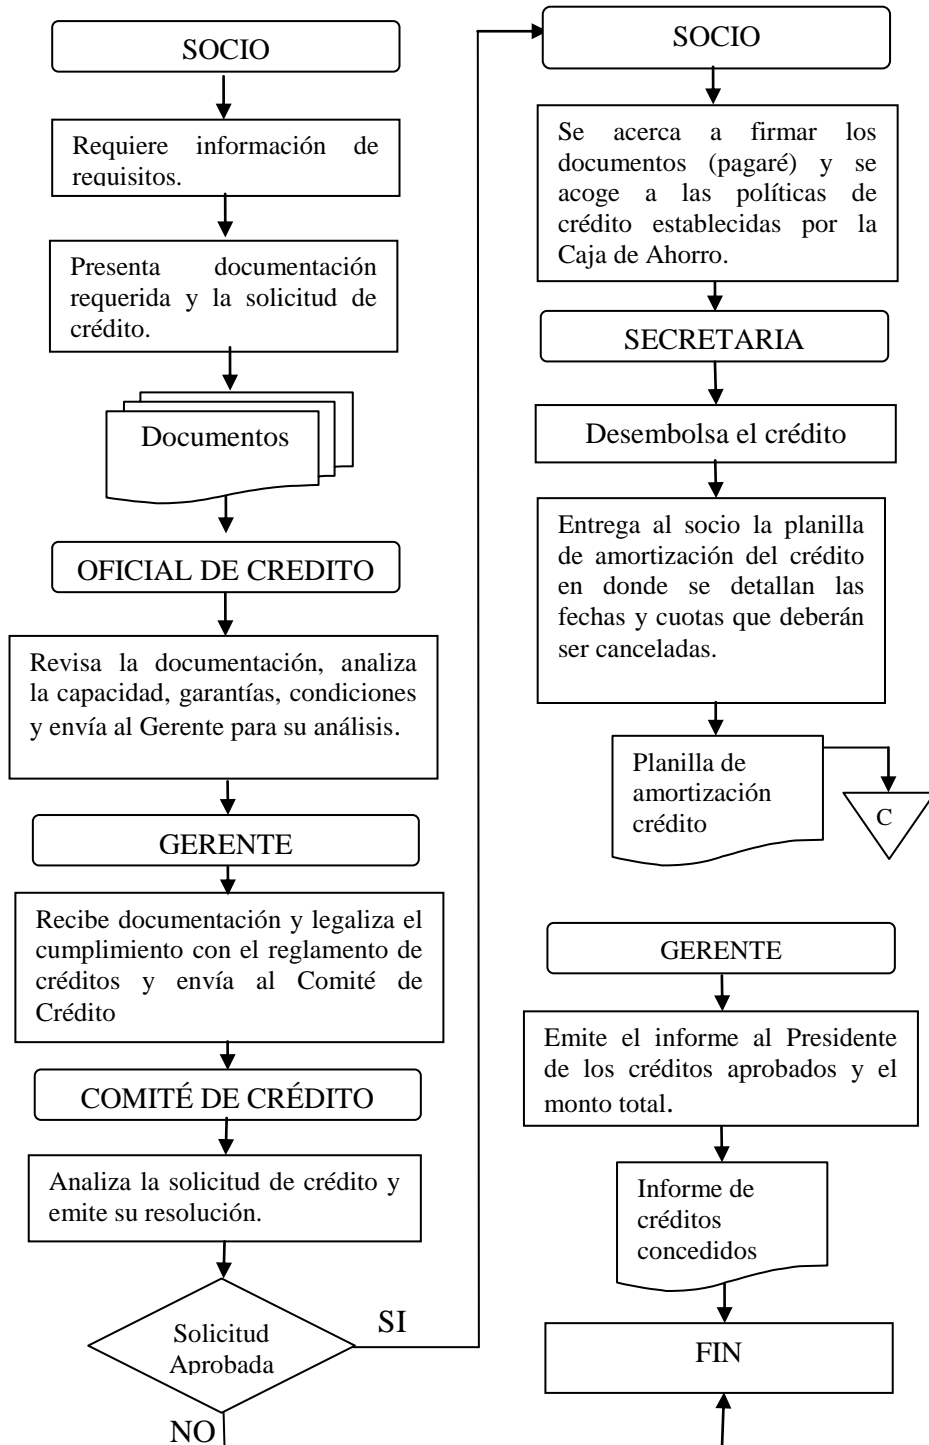 SOCIO
Requiere información de
requisitos.
Presenta documentación
requerida y la solicitud de
crédito.
Documentos
OFICIAL DE CREDITO
Revisa la documentación, analiza
la capacidad, garantías, condiciones
y envía al Gerente para su análisis.
GERENTE
Recibe documentación y legaliza el
cumplimiento con el reglamento de
créditos y envía al Comité de
Crédito
COMITÉ DE CRÉDITO
Analiza la solicitud de crédito y
emite su resolución.
Solicitud
Aprobada
SI
NO
SOCIO
Se acerca a firmar los
documentos (pagaré) y se
acoge a las políticas de
crédito establecidas por la
Caja de Ahorro.
SECRETARIA
Desembolsa el crédito
Entrega al socio la planilla
de amortización del crédito
en donde se detallan las
fechas y cuotas que deberán
ser canceladas.
Planilla de
amortización
crédito
C
GERENTE
Emite el informe al Presidente
de los créditos aprobados y el
monto total.
Informe de
créditos
concedidos
FIN